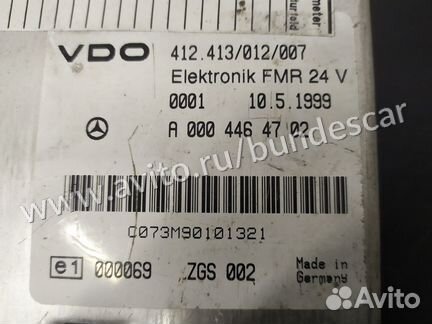 VDO 412.413/012/007
Elektronik FMR 24 V
0001 10.5.1999
A 000 446 47 02
www.avito.ru/bundescar
C073M90101321
e1 000069 ZGS 002
Made in
Germany
Avito